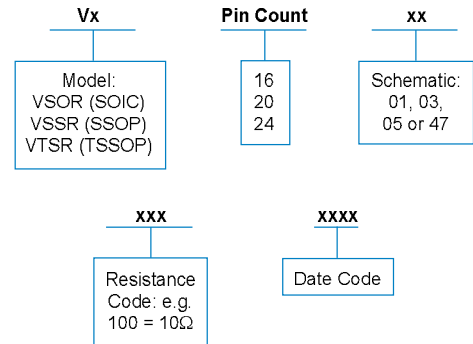 Vx
Pin Count
xx
Model:
VSOR (SOIC)
VSSR (SSOP)
VTSR (TSSOP)
16
20
24
Schematic:
01, 03,
05 or 47
xxx
xxxx
Resistance
Code: e.g.
100 = 10Ω
Date Code